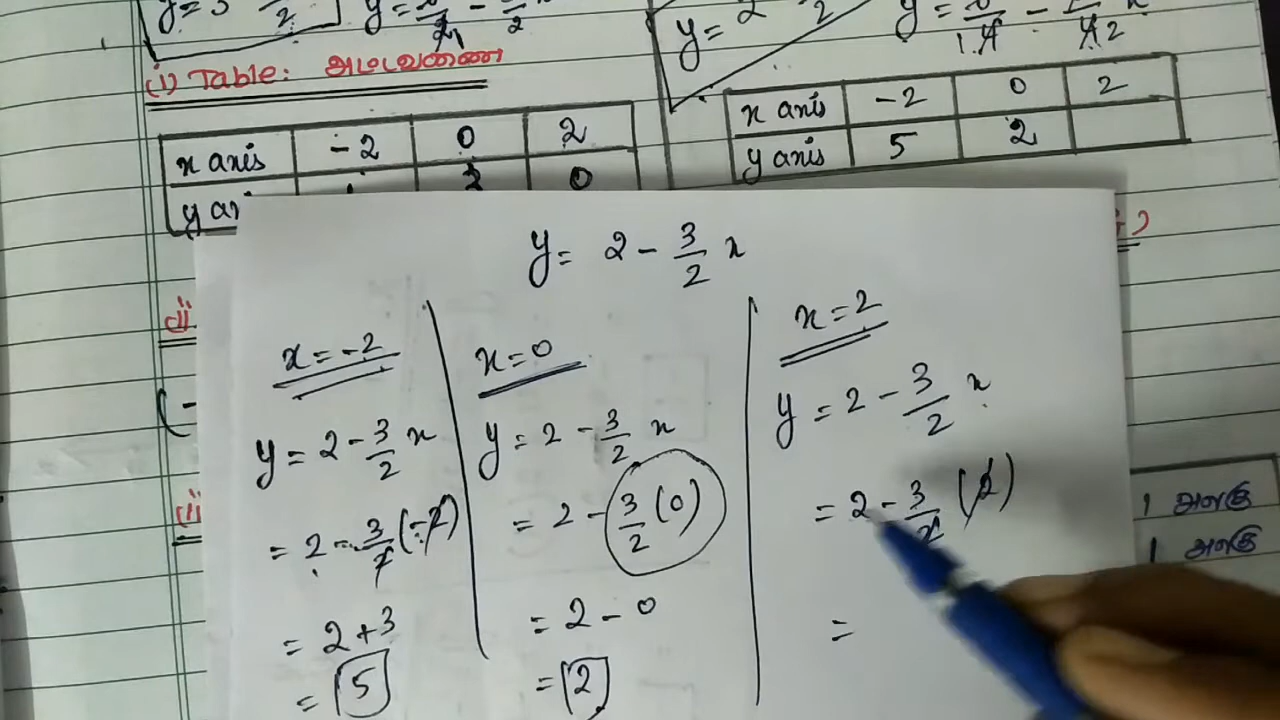 (i) Table: அட்டவணை
x axis -2 0 2
x axis -2 0 2
y axis 5 2
0
y = 2 - 3/2 x
x = -2
y = 2 - 3/2 x
= 2 - 3/2 (-2)
= 2 + 3
= 5
x = 0
y = 2 - 3/2 x
= 2 - 3/2 (0)
= 2 - 0
= 2
x = 2
y = 2 - 3/2 x
= 2 - 3/2 (2)
=
1 அலகு
1 அலகு